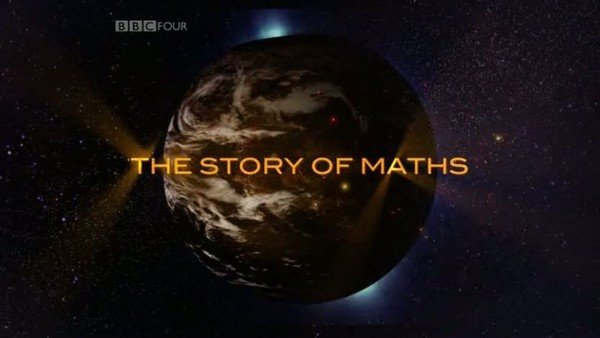 BBC FOUR
THE STORY OF MATHS